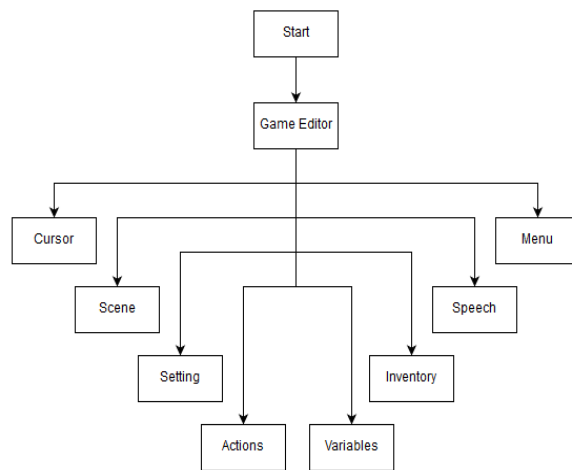 Start
Game Editor
Cursor
Menu
Scene
Speech
Setting
Inventory
Actions
Variables